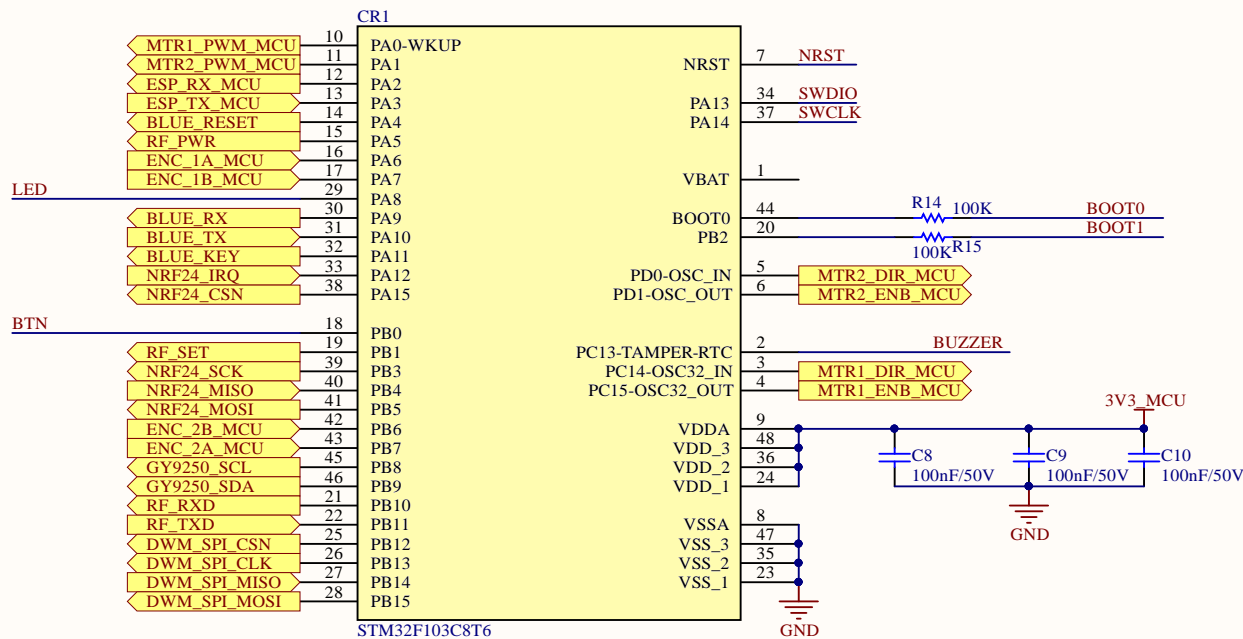 CR1
MTR1_PWM_MCU 10 PA0-WKUP
MTR2_PWM_MCU 11 PA1 NRST 7 NRST
ESP_RX_MCU 12 PA2
ESP_TX_MCU 13 PA3 PA13 34 SWDIO
BLUE_RESET 14 PA4 PA14 37 SWCLK
RF_PWR 15 PA5
ENC_1A_MCU 16 PA6
ENC_1B_MCU 17 PA7 VBAT 1
LED 29 PA8
R14 100K
BLUE_RX 30 PA9 BOOT0 44 BOOT0
BLUE_TX 31 PA10 PB2 20 BOOT1
100K R15
BLUE_KEY 32 PA11
NRF24_IRQ 33 PA12 PD0-OSC_IN 5 MTR2_DIR_MCU
NRF24_CSN 38 PA15 PD1-OSC_OUT 6 MTR2_ENB_MCU
BTN 18 PB0
RF_SET 19 PB1 PC13-TAMPER-RTC 2 BUZZER
NRF24_SCK 39 PB3 PC14-OSC32_IN 3 MTR1_DIR_MCU
NRF24_MISO 40 PB4 PC15-OSC32_OUT 4 MTR1_ENB_MCU
NRF24_MOSI 41 PB5 3V3_MCU
ENC_2B_MCU 42 PB6 VDDA 9
ENC_2A_MCU 43 PB7 VDD_3 48
GY9250_SCL 45 PB8 VDD_2 36 C8 C9 C10
GY9250_SDA 46 PB9 VDD_1 24 100nF/50V 100nF/50V 100nF/50V
RF_RXD 21 PB10
RF_TXD 22 PB11 VSSA 8 GND
DWM_SPI_CSN 25 PB12 VSS_3 47
DWM_SPI_CLK 26 PB13 VSS_2 35
DWM_SPI_MISO 27 PB14 VSS_1 23
DWM_SPI_MOSI 28 PB15
STM32F103C8T6 GND